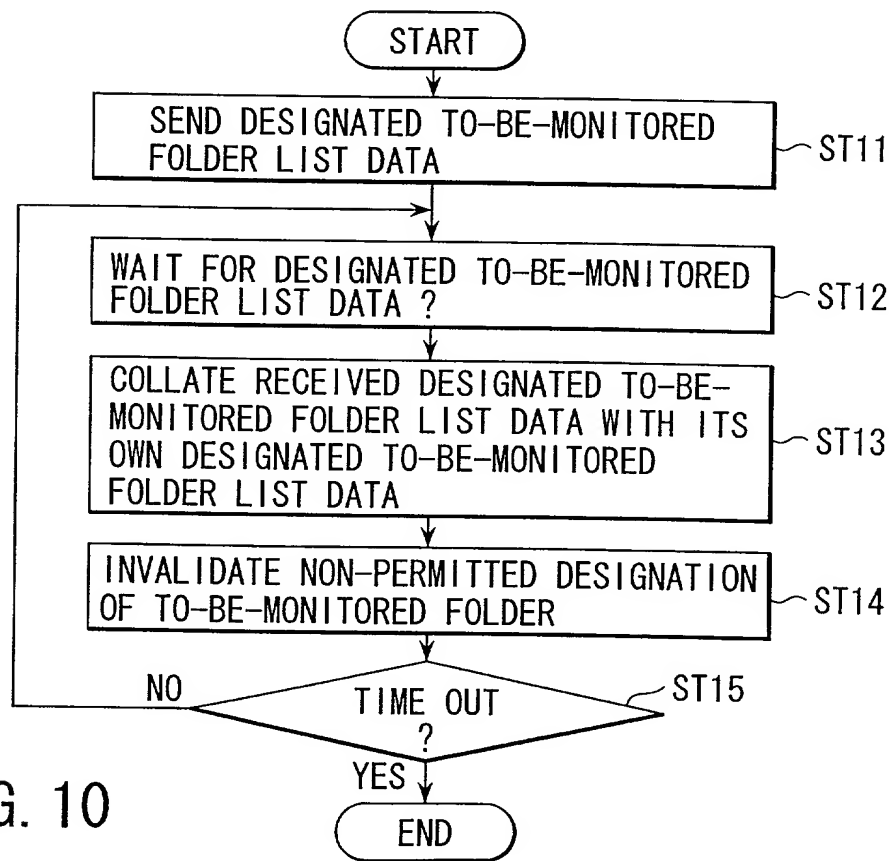 START
SEND DESIGNATED TO-BE-MONITORED
FOLDER LIST DATA
ST11
WAIT FOR DESIGNATED TO-BE-MONITORED
FOLDER LIST DATA ?
ST12
COLLATE RECEIVED DESIGNATED TO-BE-
MONITORED FOLDER LIST DATA WITH ITS
OWN DESIGNATED TO-BE-MONITORED
FOLDER LIST DATA
ST13
INVALIDATE NON-PERMITTED DESIGNATION
OF TO-BE-MONITORED FOLDER
ST14
NO
TIME OUT
?
ST15
YES
END
G. 10